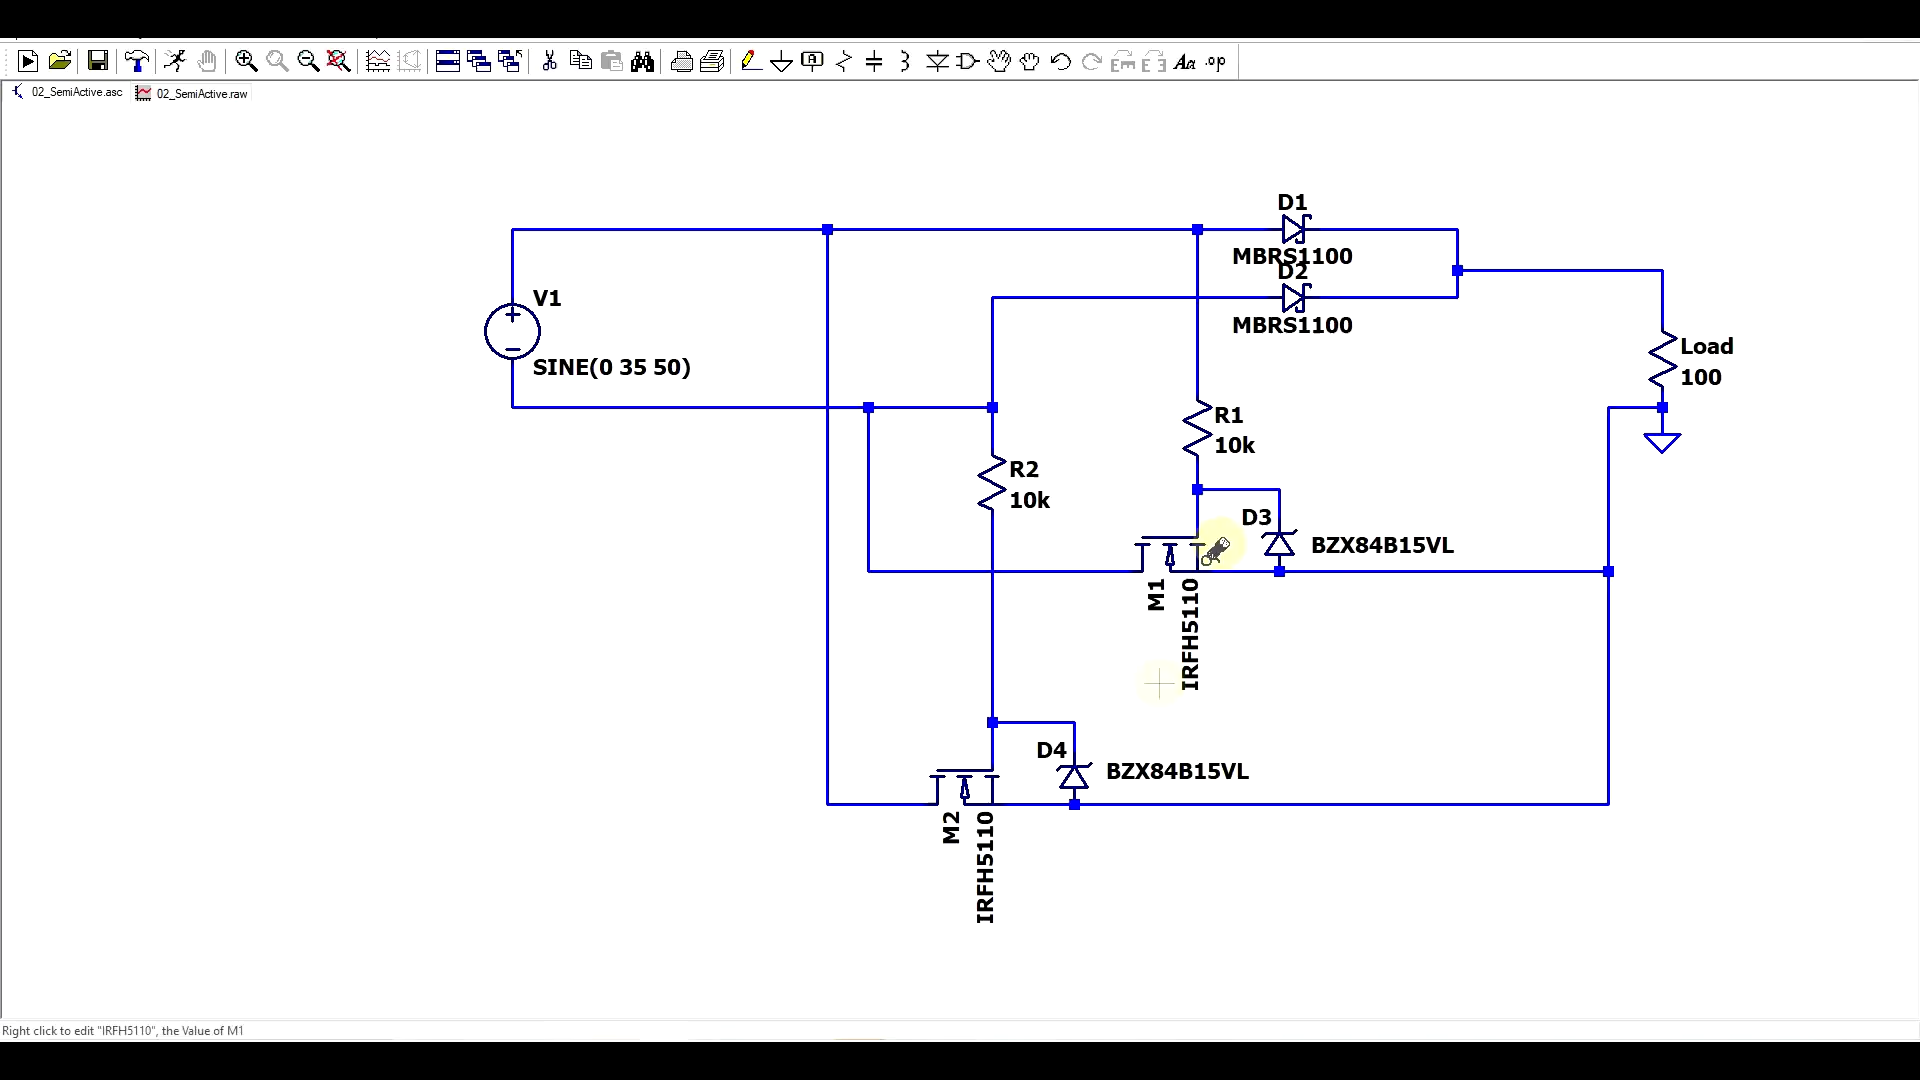 02_SemiActive.asc
02_SemiActive.raw
D1
MBRS1100
D2
MBRS1100
V1
SINE(0 35 50)
Load
100
R1
10k
R2
10k
D3
BZX84B15VL
M1
IRFH5110
D4
BZX84B15VL
M2
IRFH5110
Right click to edit "IRFH5110", the Value of M1